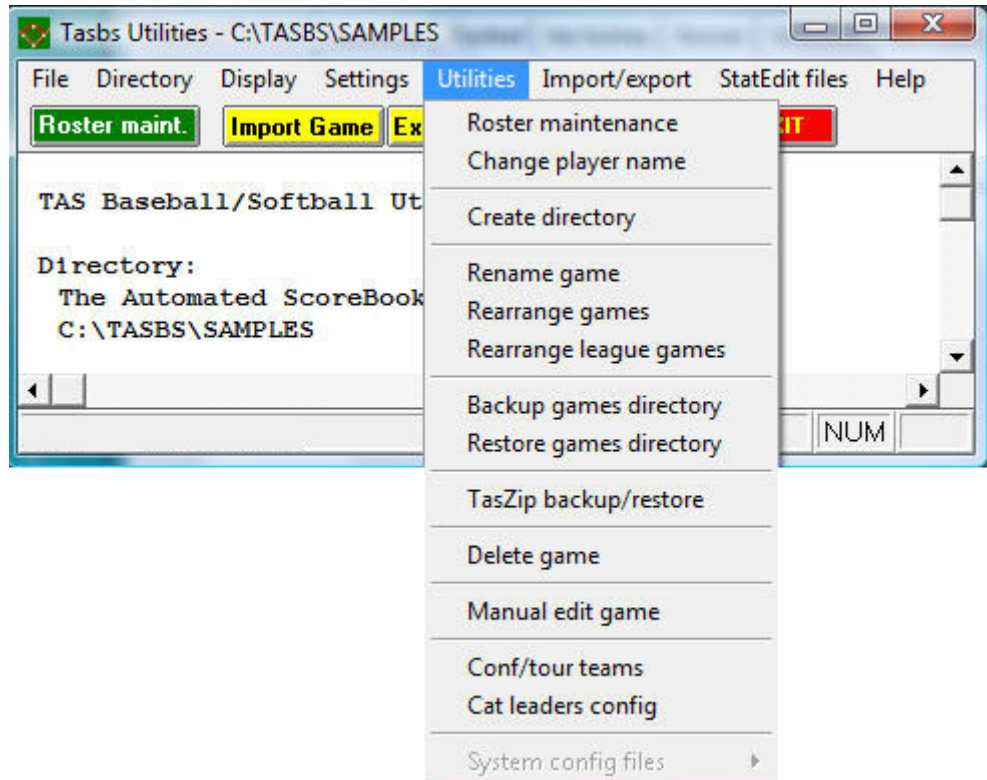 Tasbs Utilities - C:\TASBS\SAMPLES
File Directory Display Settings Utilities Import/export StatEdit files Help
Roster maint. Import Game Ex IT
TAS Baseball/Softball Ut
Directory:
The Automated ScoreBook
C:\TASBS\SAMPLES
NUM
Roster maintenance
Change player name
Create directory
Rename game
Rearrange games
Rearrange league games
Backup games directory
Restore games directory
TasZip backup/restore
Delete game
Manual edit game
Conf/tour teams
Cat leaders config
System config files